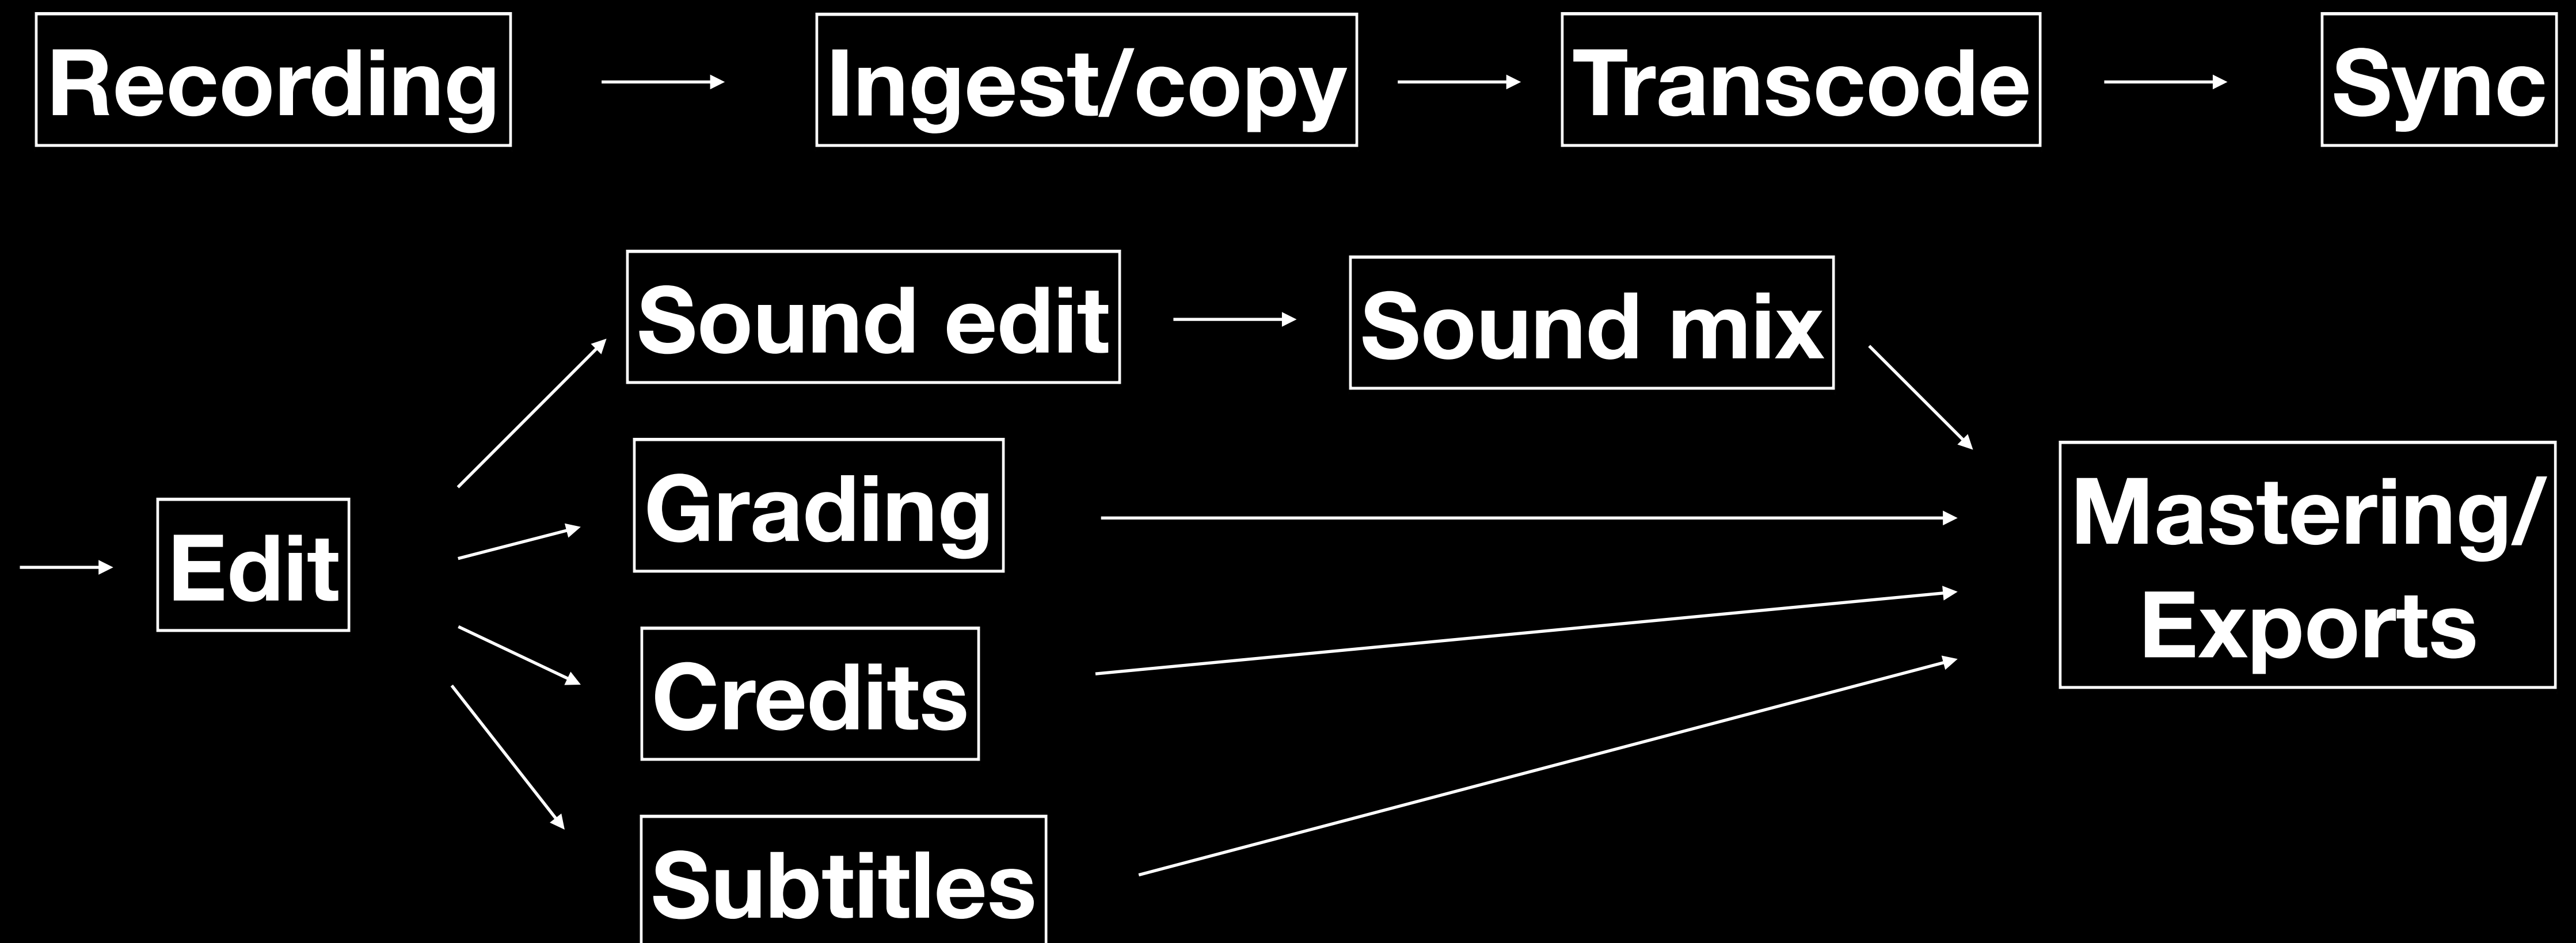 Recording
Ingest/copy
Transcode
Sync
Sound edit
Sound mix
Edit
Grading
Credits
Subtitles
Mastering/
Exports